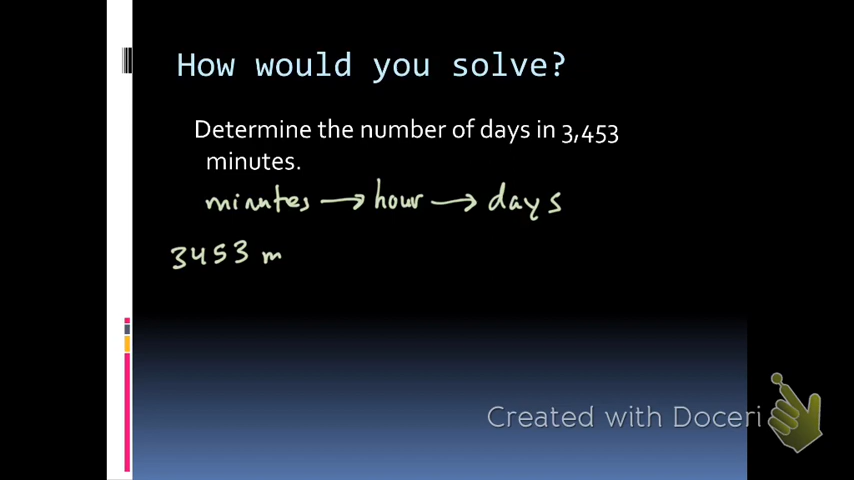 How would you solve?
Determine the number of days in 3,453
minutes.
minutes → hour → days
3453 m
Created with Doceri